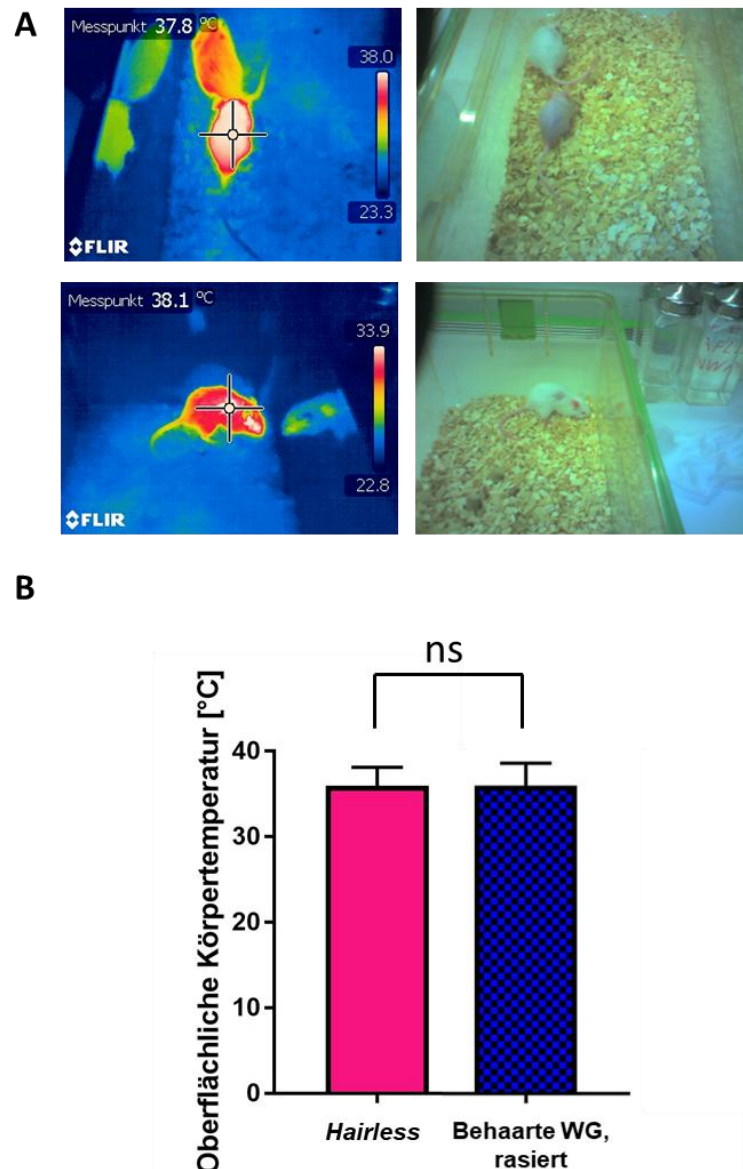 A
Messpunkt 37.8 °C
38.0
23.3
FLIR
Messpunkt 38.1 °C
33.9
22.8
FLIR
B
ns
Oberflächliche Körpertemperatur [°C]
40
30
20
10
0
Hairless
Behaarte WG,
rasiert